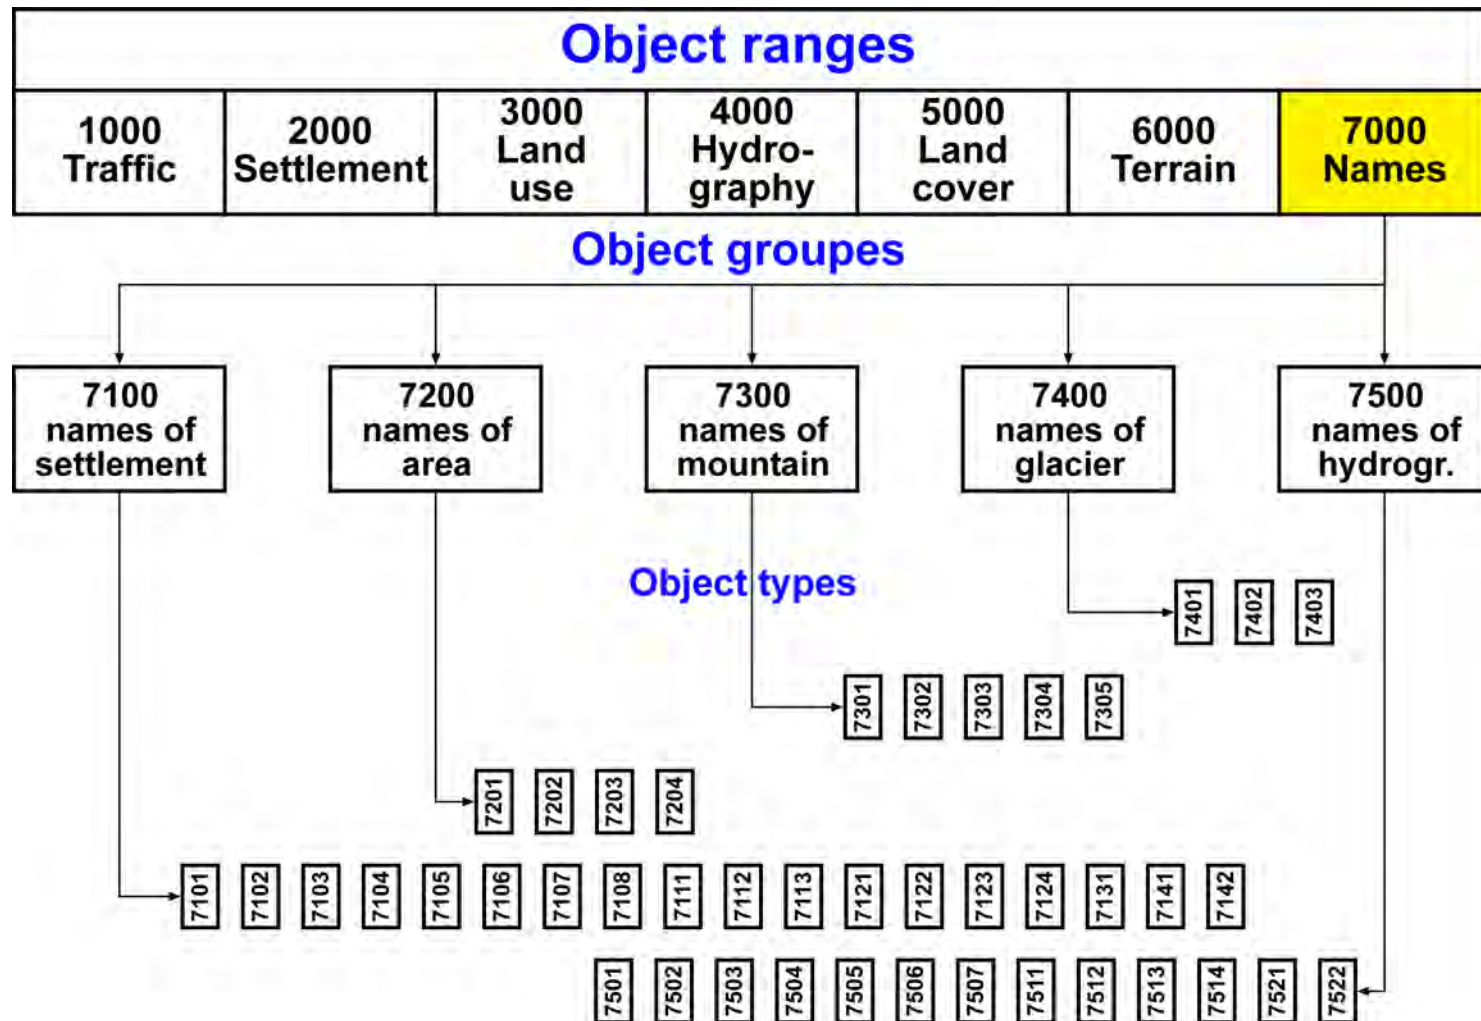 Object ranges
1000
Traffic
2000
Settlement
3000
Land
use
4000
Hydro-
graphy
5000
Land
cover
6000
Terrain
7000
Names
Object groupes
7100
names of
settlement
7200
names of
area
7300
names of
mountain
7400
names of
glacier
7500
names of
hydrogr.
Object types
7401 7402 7403
7301 7302 7303 7304 7305
7201 7202 7203 7204
7101 7102 7103 7104 7105 7106 7107 7108 7111 7112 7113 7121 7122 7123 7124 7131 7141 7142
7501 7502 7503 7504 7505 7506 7507 7511 7512 7513 7514 7521 7522